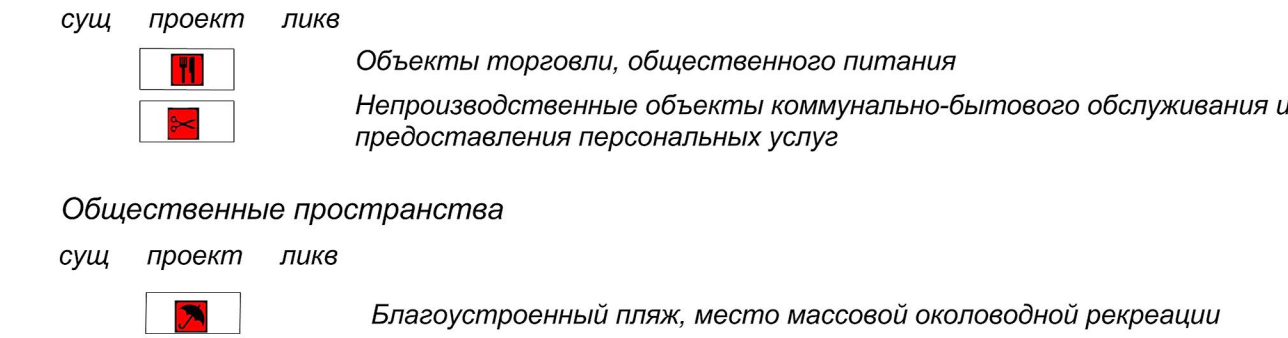 сущ проект ликв
Объекты торговли, общественного питания
Непроизводственные объекты коммунально-бытового обслуживания и
предоставления персональных услуг
Общественные пространства
сущ проект ликв
Благоустроенный пляж, место массовой околоводной рекреации